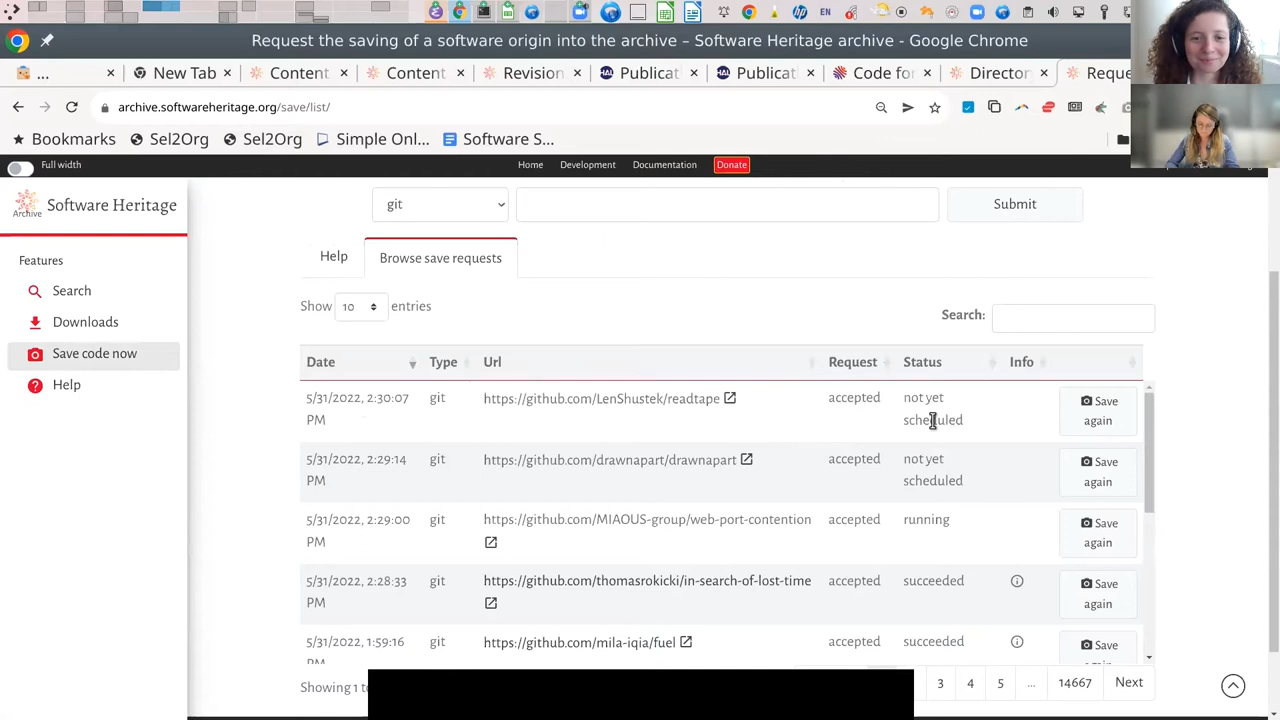 EN
Request the saving of a software origin into the archive – Software Heritage archive - Google Chrome
... × New Tab × Content × Content × Revision × Publicat × Publicat × Code for × Director × Reque
archive.softwareheritage.org/save/list/
Bookmarks Sel2Org Sel2Org Simple Onl... Software S...
Full width Home Development Documentation Donate
Archive Software Heritage
git Submit
Features
Search
Downloads
Save code now
Help
Help Browse save requests
Show 10 entries
Search:
Date Type Url Request Status Info
5/31/2022, 2:30:07 PM git https://github.com/LenShustek/readtape accepted not yet scheduled Save again
5/31/2022, 2:29:14 PM git https://github.com/drawnapart/drawnapart accepted not yet scheduled Save again
5/31/2022, 2:29:00 PM git https://github.com/MIAOUS-group/web-port-contention accepted running Save again
5/31/2022, 2:28:33 PM git https://github.com/thomasrokicki/in-search-of-lost-time accepted succeeded Save again
5/31/2022, 1:59:16 PM git https://github.com/mila-iqia/fuel accepted succeeded Save
Showing 1 t 3 4 5 ... 14667 Next